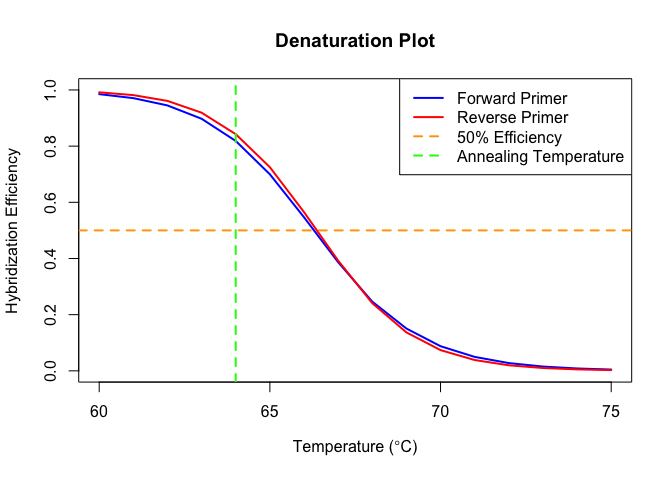 Denaturation Plot
Forward Primer
Reverse Primer
50% Efficiency
Annealing Temperature
Hybridization Efficiency
1.0
0.8
0.6
0.4
0.2
0.0
60
65
70
75
Temperature (°C)